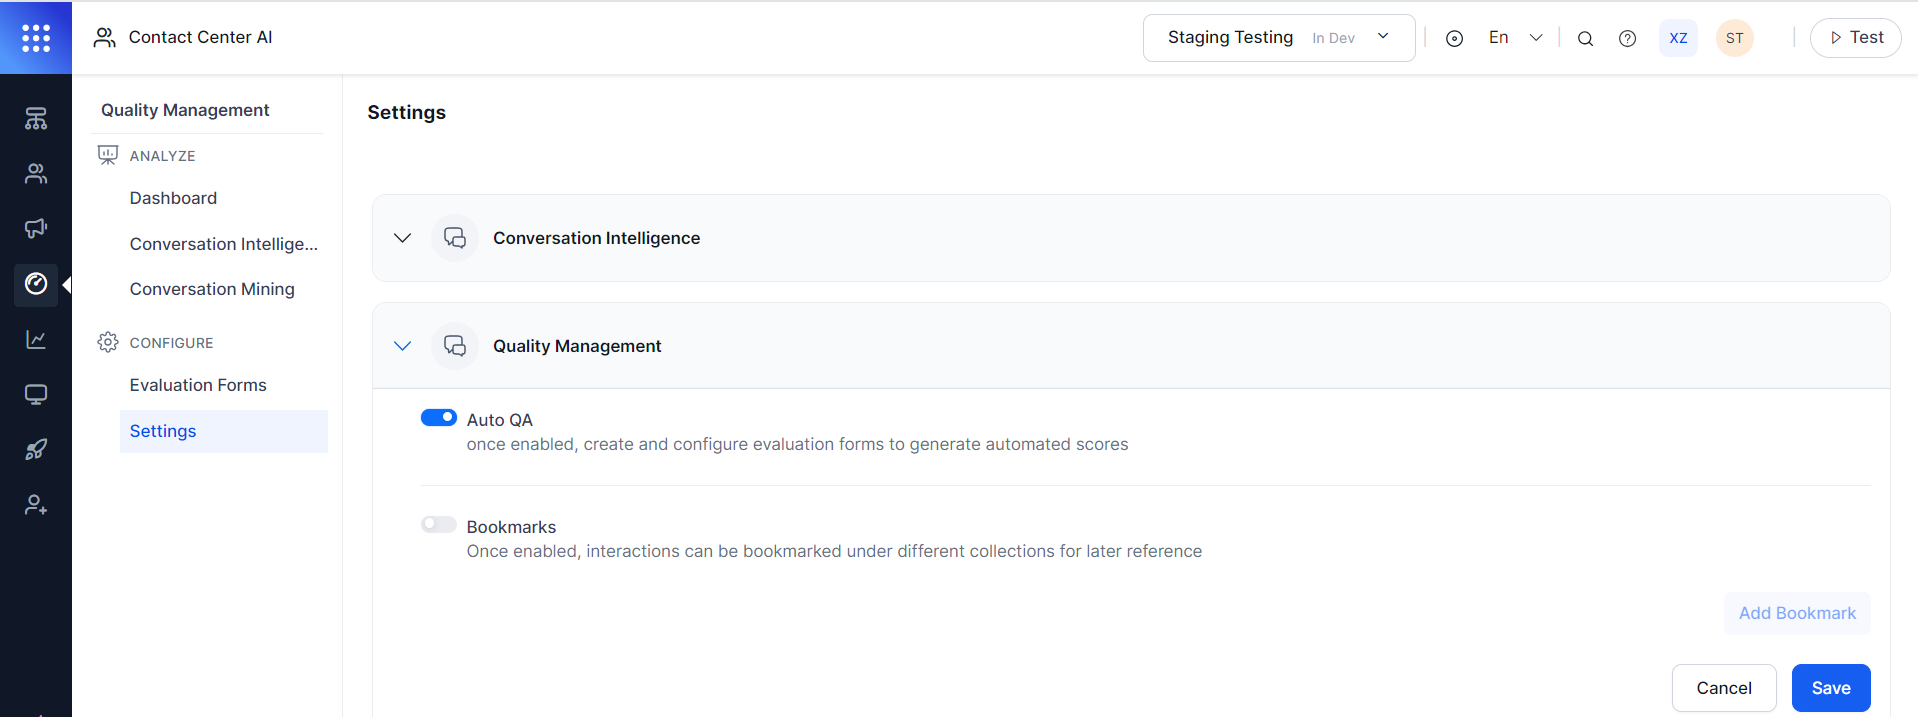 Contact Center AI
Staging Testing In Dev
En
XZ
ST
Test
Quality Management
ANALYZE
Dashboard
Conversation Intellige...
Conversation Mining
CONFIGURE
Evaluation Forms
Settings
Settings
Conversation Intelligence
Quality Management
Auto QA
once enabled, create and configure evaluation forms to generate automated scores
Bookmarks
Once enabled, interactions can be bookmarked under different collections for later reference
Add Bookmark
Cancel
Save